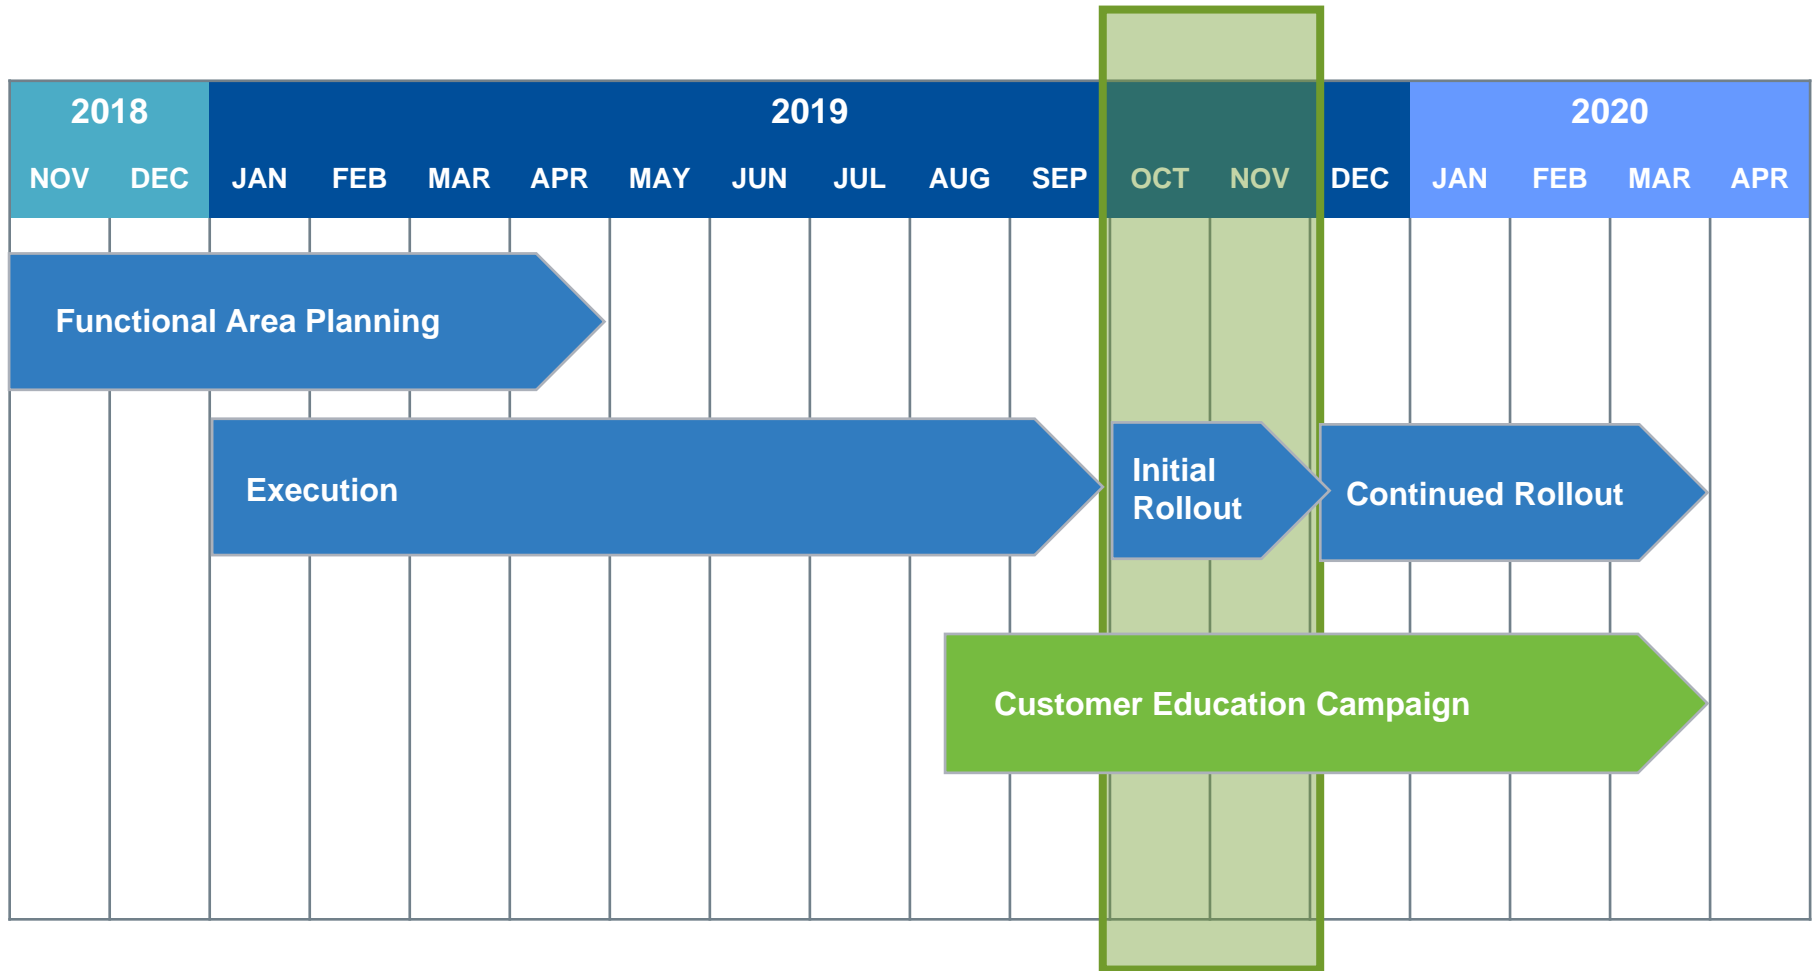 2018 2019 2020
NOV DEC JAN FEB MAR APR MAY JUN JUL AUG SEP OCT NOV DEC JAN FEB MAR APR
Functional Area Planning
Execution
Initial
Rollout
Continued Rollout
Customer Education Campaign